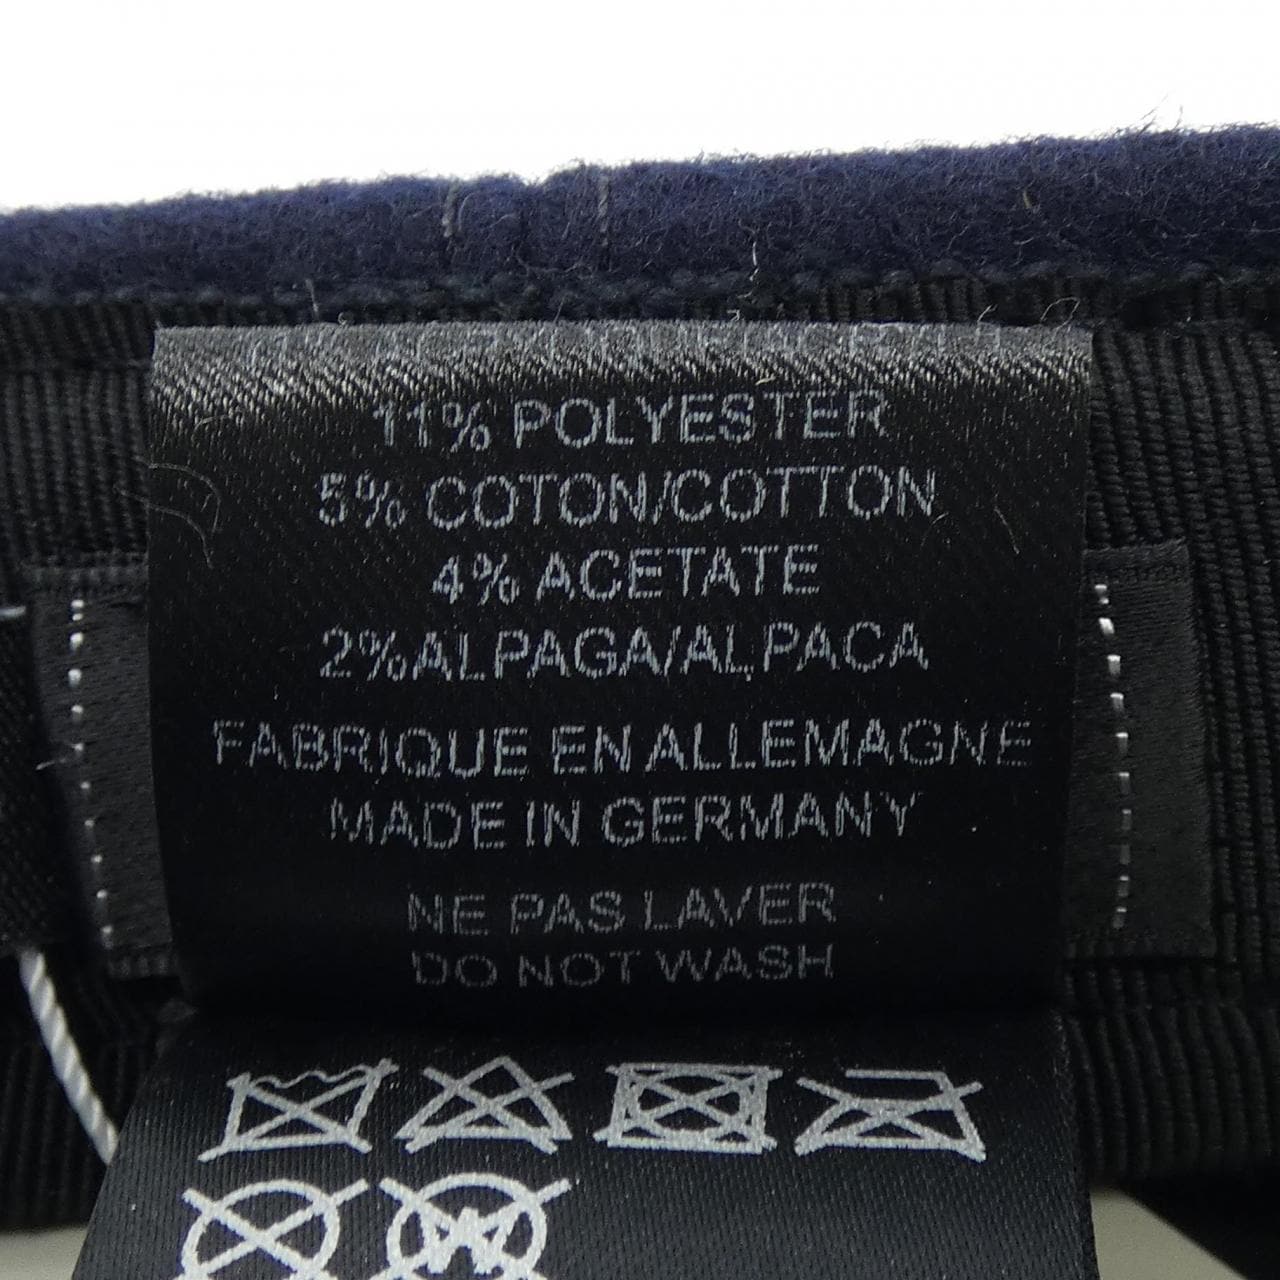 11% POLYESTER
5% COTON/COTTON
4% ACETATE
2%ALPAGA/ALPACA
FABRIQUE EN ALLEMAGNE
MADE IN GERMANY
NE PAS LAVER
DO NOT WASH